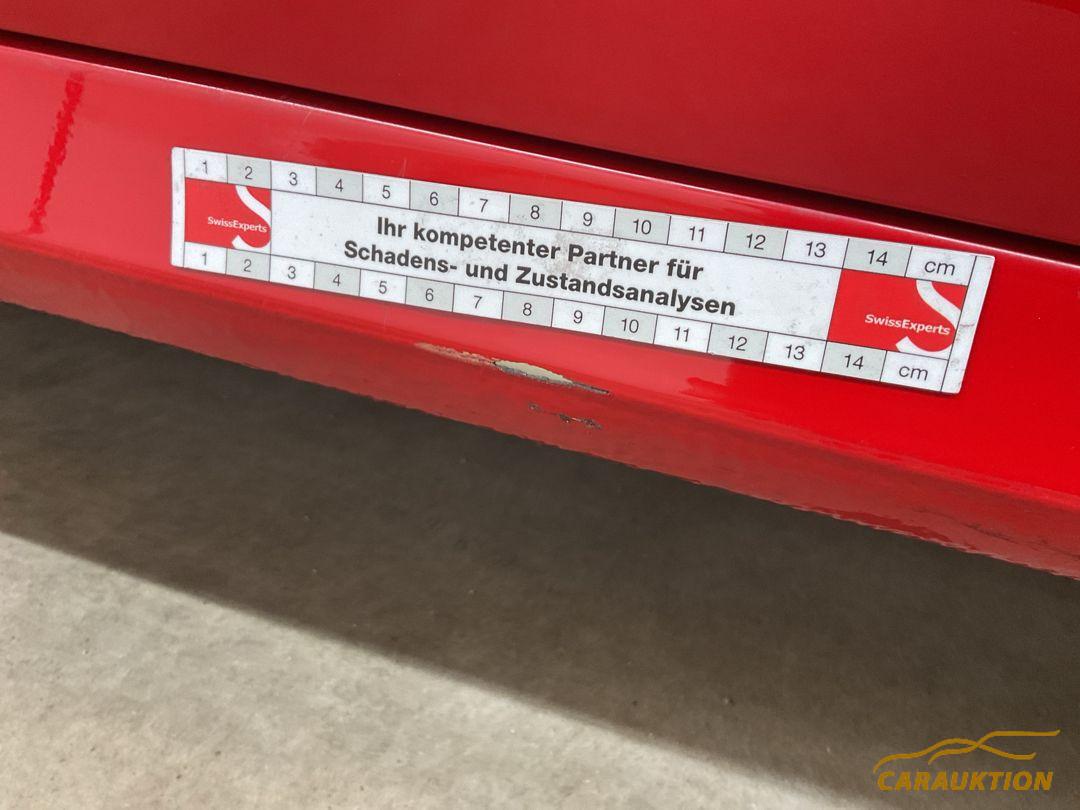 1 2 3 4 5 6 7 8 9 10 11 12 13 14 cm
SwissExperts
Ihr kompetenter Partner für
Schadens- und Zustandsanalysen
SwissExperts
1 2 3 4 5 6 7 8 9 10 11 12 13 14 cm
CARAUKTION